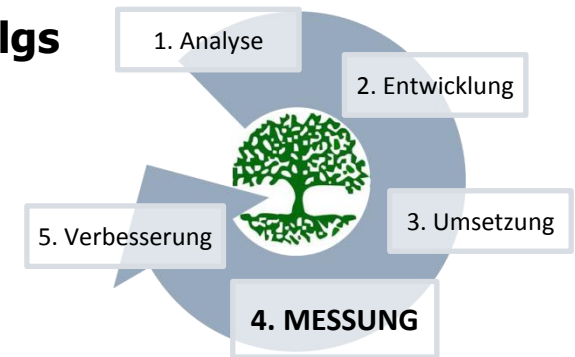 lgs
1. Analyse
2. Entwicklung
3. Umsetzung
4. MESSUNG
5. Verbesserung